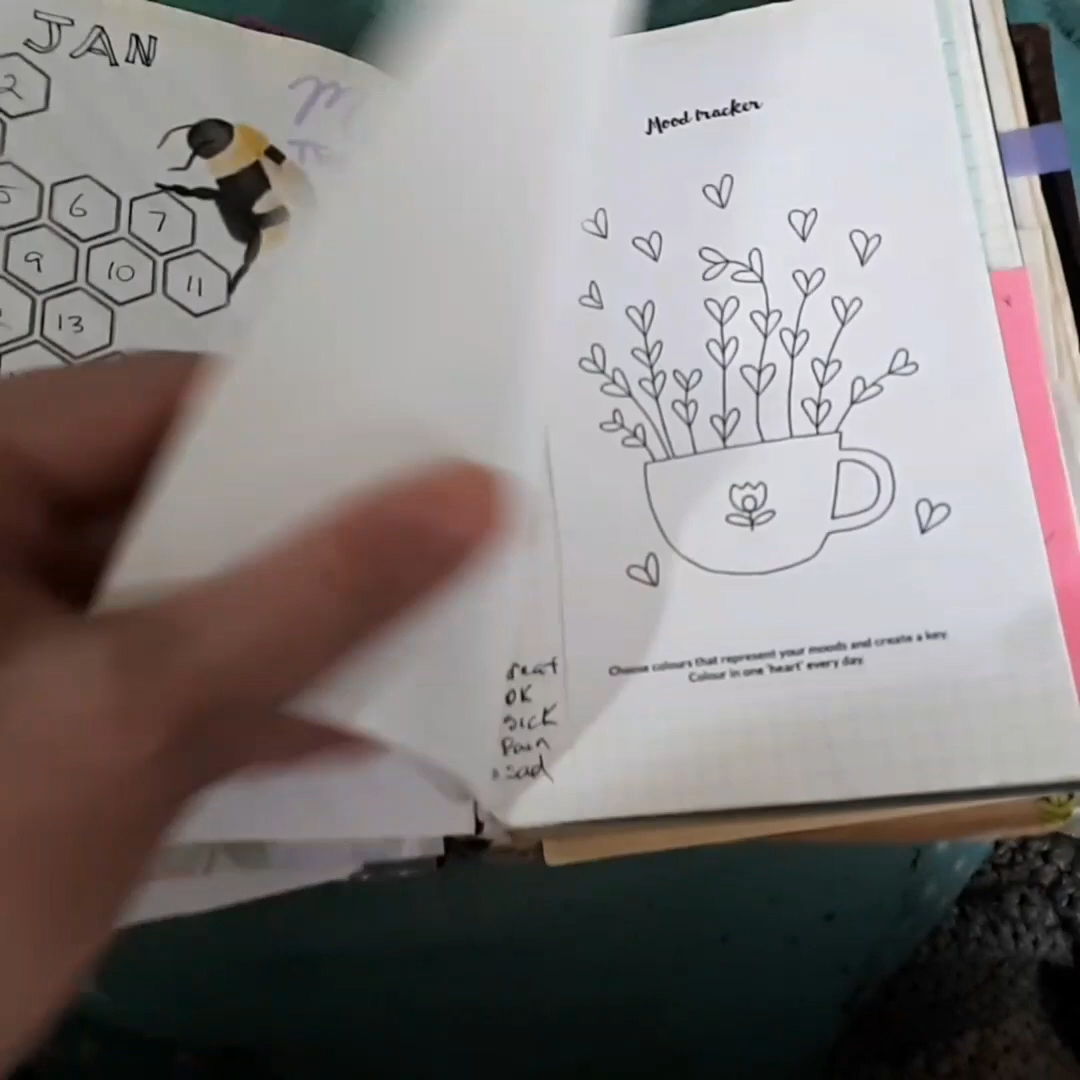 JAN
2
5
6
7
9
10
11
13
Mood tracker
OK
SICK
Pain
sad
Choose colours that represent your moods and create a key.
Colour in one 'heart' every day.